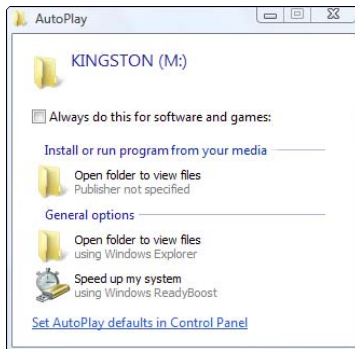 AutoPlay
KINGSTON (M:)
Always do this for software and games:
Install or run program from your media
Open folder to view files
Publisher not specified
General options
Open folder to view files
using Windows Explorer
Speed up my system
using Windows ReadyBoost
Set AutoPlay defaults in Control Panel